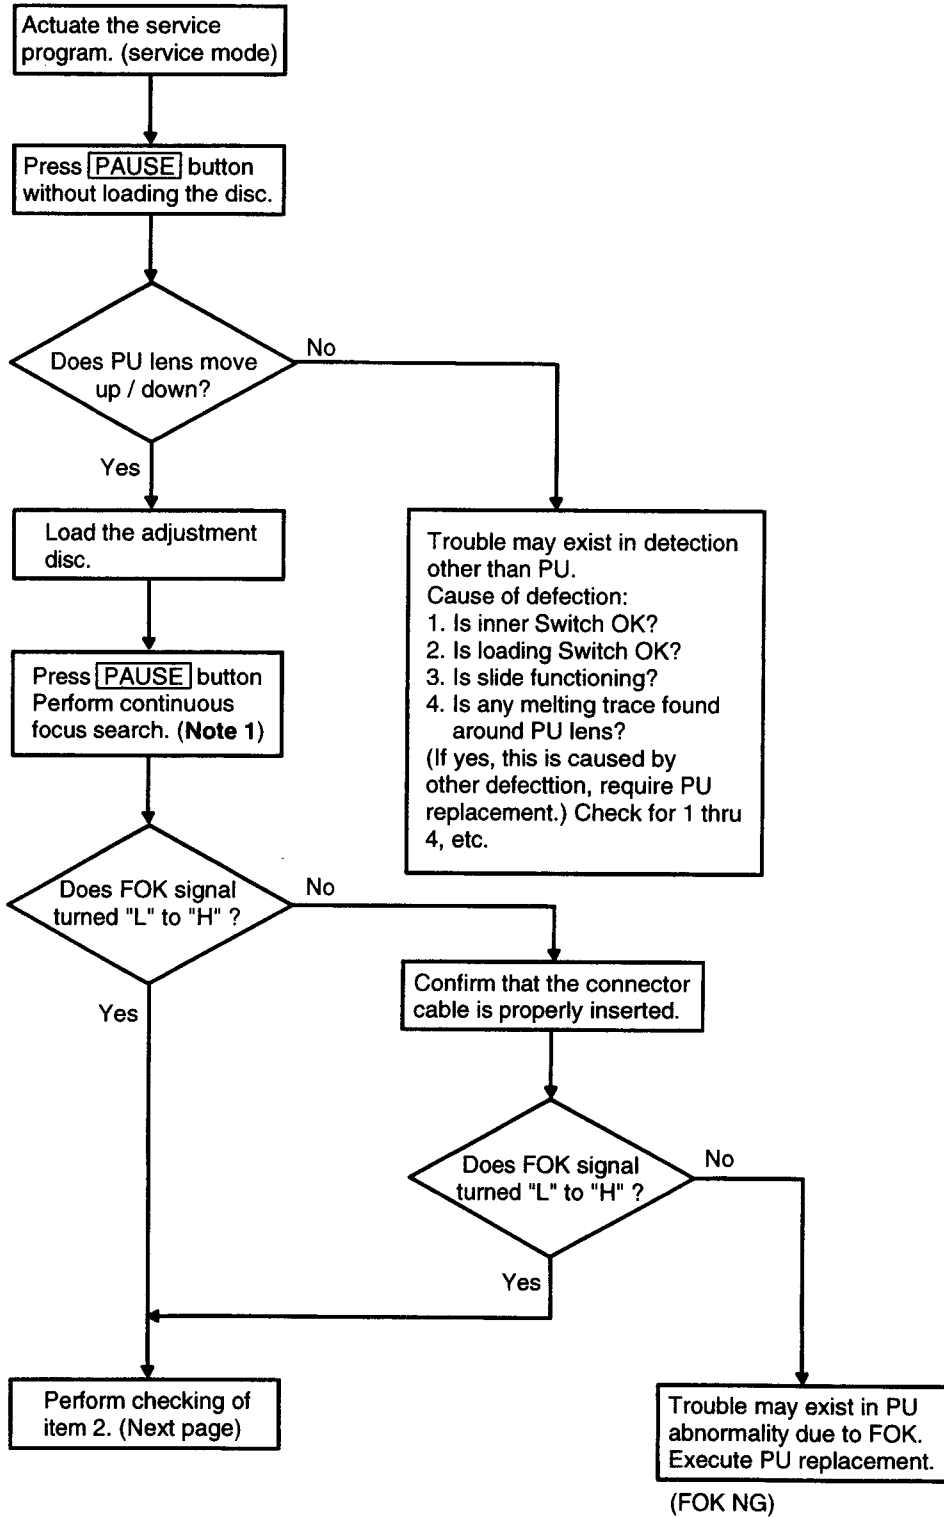 Actuate the service
program. (service mode)
Press PAUSE button
without loading the disc.
Does PU lens move
up / down?
No
Yes
Load the adjustment
disc.
Trouble may exist in detection
other than PU.
Cause of defection:
1. Is inner Switch OK?
2. Is loading Switch OK?
3. Is slide functioning?
4. Is any melting trace found
around PU lens?
(If yes, this is caused by
other defecttion, require PU
replacement.) Check for 1 thru
4, etc.
Press PAUSE button
Perform continuous
focus search. (Note 1)
Does FOK signal
turned "L" to "H" ?
No
Yes
Confirm that the connector
cable is properly inserted.
Does FOK signal
turned "L" to "H" ?
No
Yes
Perform checking of
item 2. (Next page)
Trouble may exist in PU
abnormality due to FOK.
Execute PU replacement.
(FOK NG)